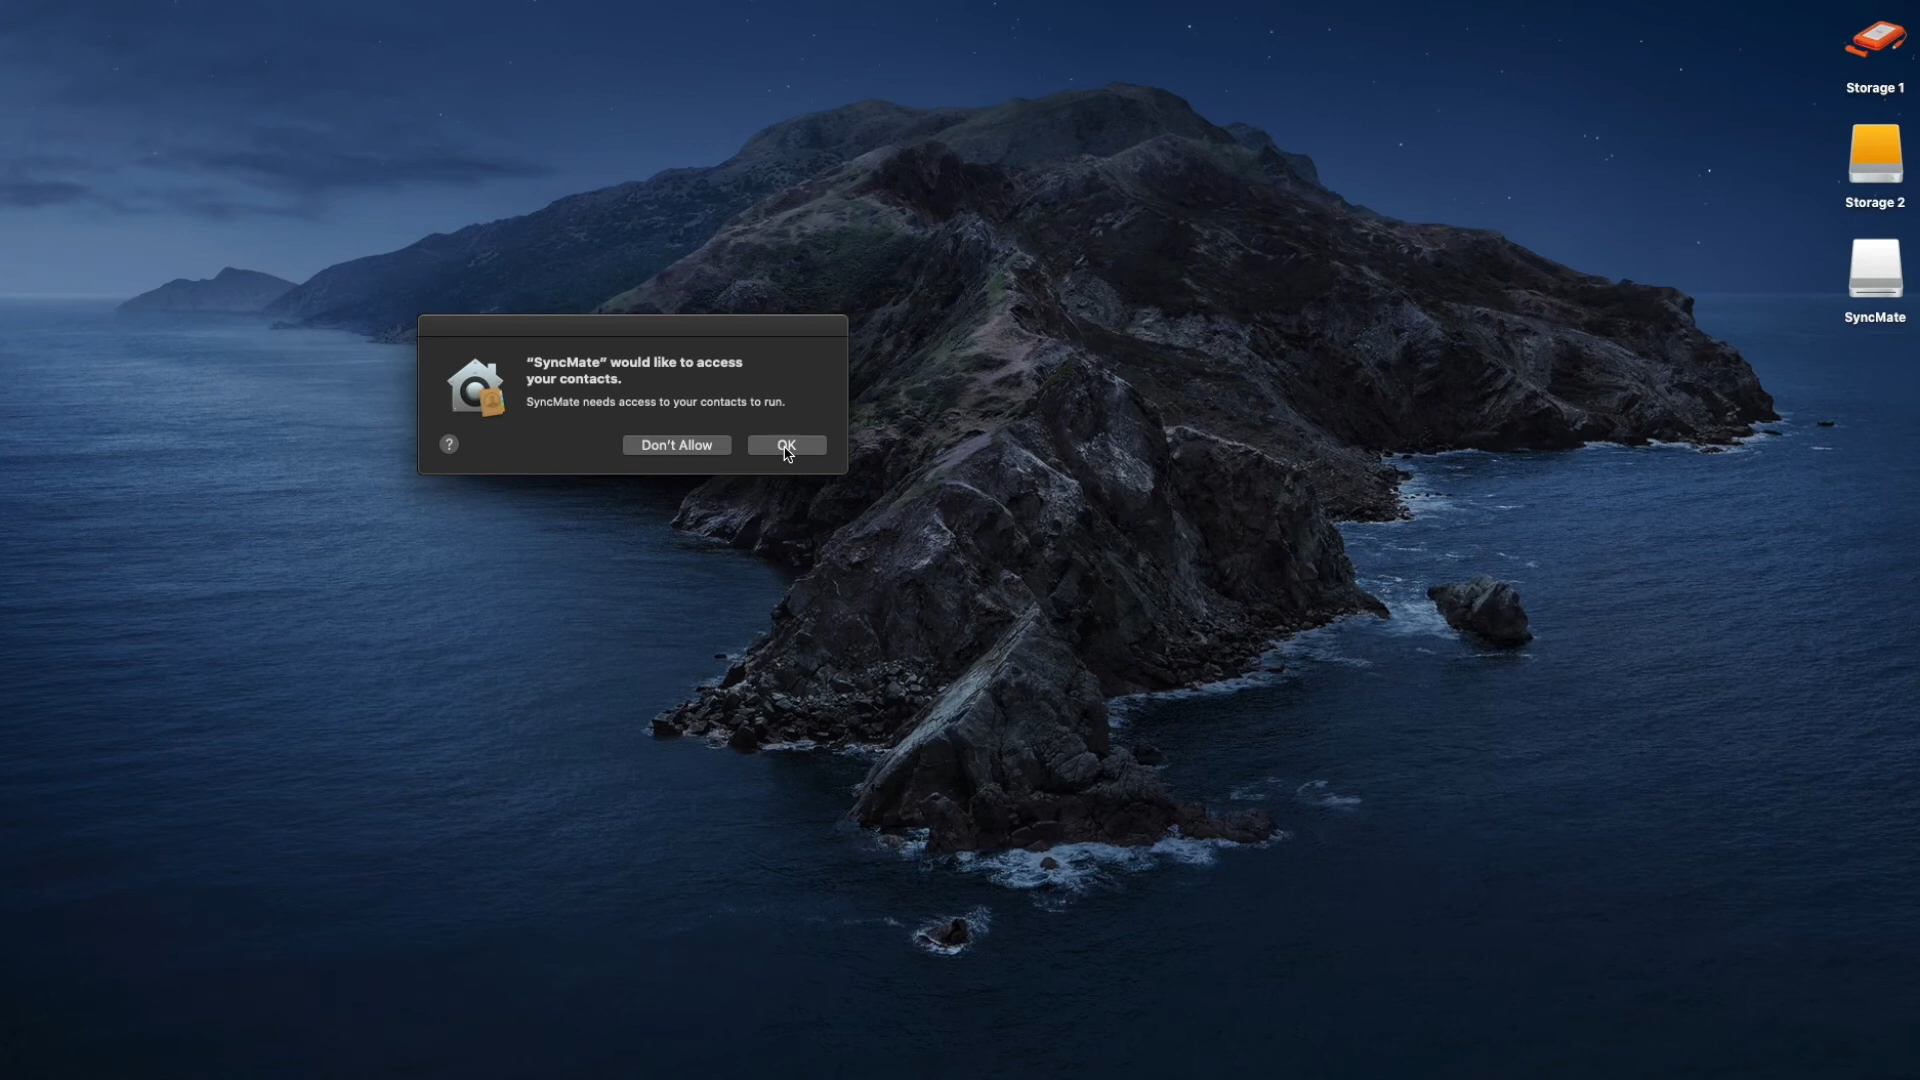 Storage 1
Storage 2
SyncMate
“SyncMate” would like to access
your contacts.
SyncMate needs access to your contacts to run.
?
Don't Allow
OK